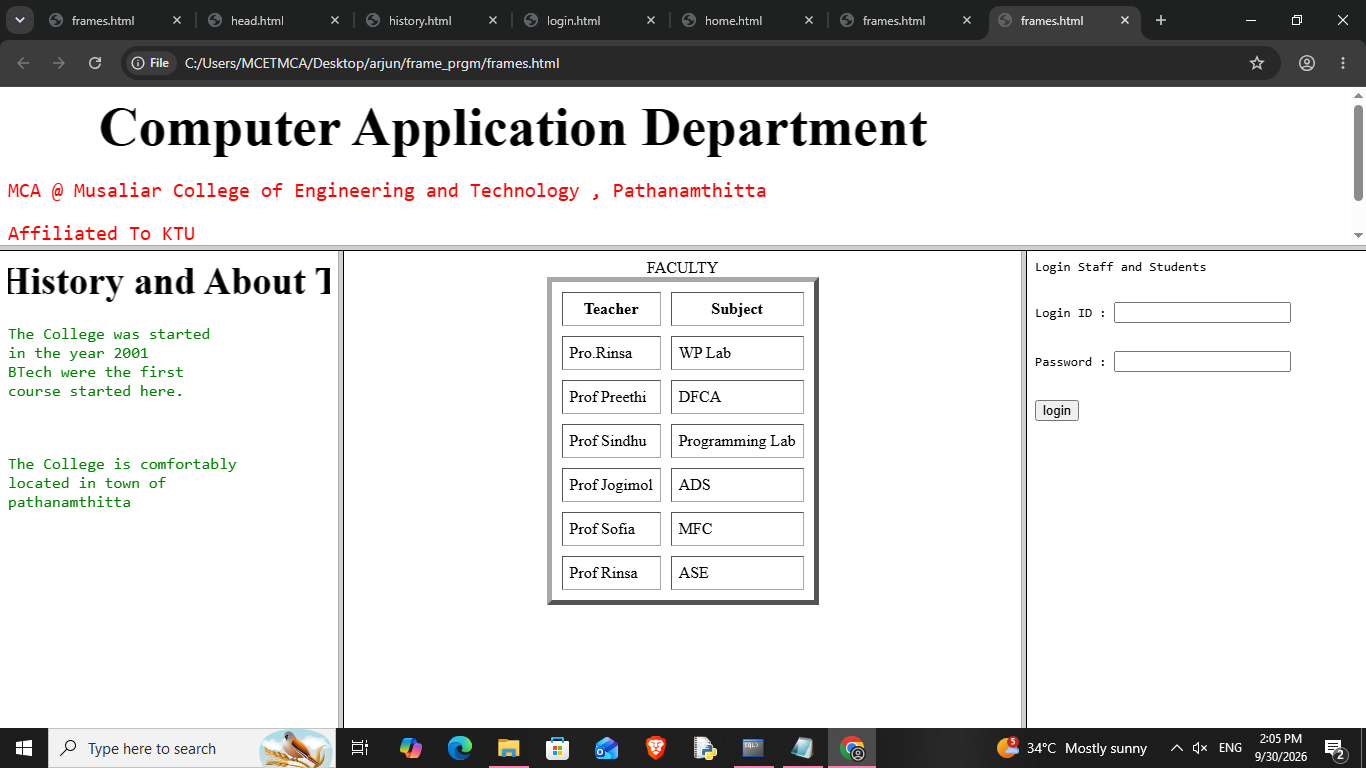 frames.html
head.html
history.html
login.html
home.html
frames.html
frames.html
File C:/Users/MCETMCA/Desktop/arjun/frame_prgm/frames.html
Computer Application Department
MCA @ Musaliar College of Engineering and Technology , Pathanamthitta
Affiliated To KTU
History and About T
The College was started
in the year 2001
BTech were the first
course started here.
The College is comfortably
located in town of
pathanamthitta
FACULTY
Teacher Subject
Pro.Rinsa WP Lab
Prof Preethi DFCA
Prof Sindhu Programming Lab
Prof Jogimol ADS
Prof Sofia MFC
Prof Rinsa ASE
Login Staff and Students
Login ID :
Password :
login
Type here to search
SQL
5
34°C Mostly sunny
ENG
2:05 PM
9/30/2026
2